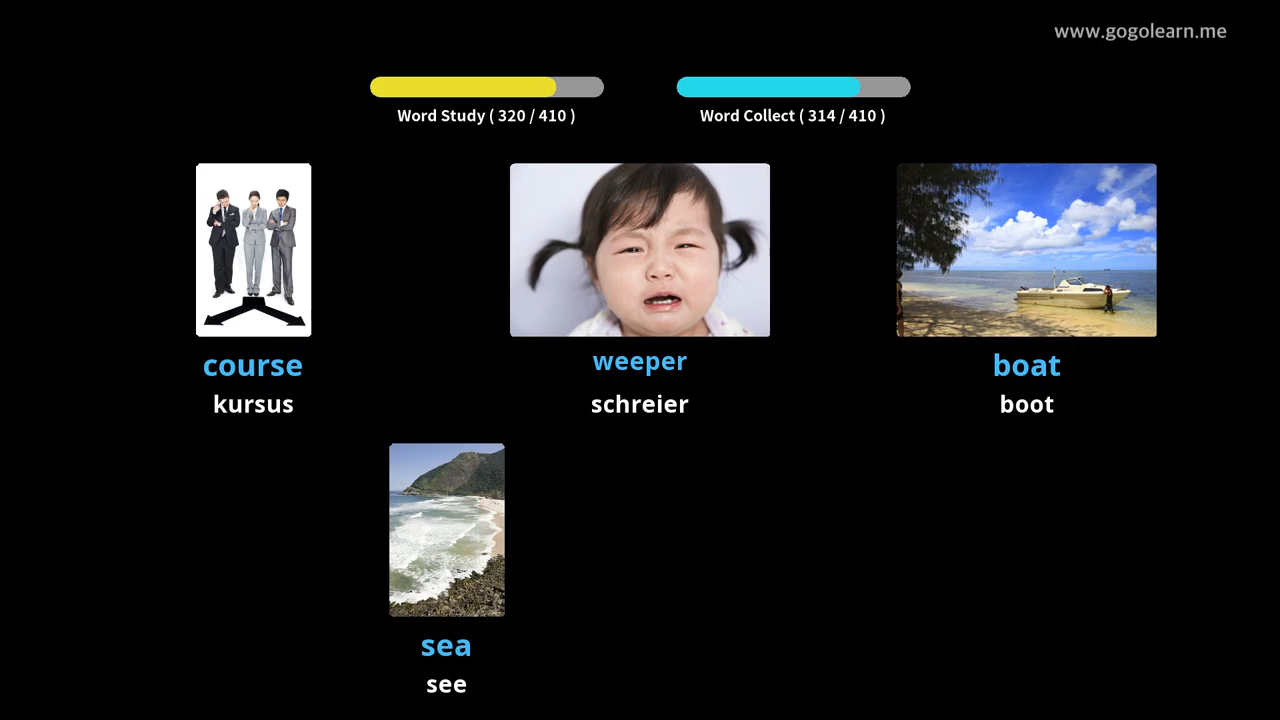 www.gogolearn.me
Word Study ( 320 / 410 )
Word Collect ( 314 / 410 )
course
kursus
weeper
schreier
boat
boot
sea
see